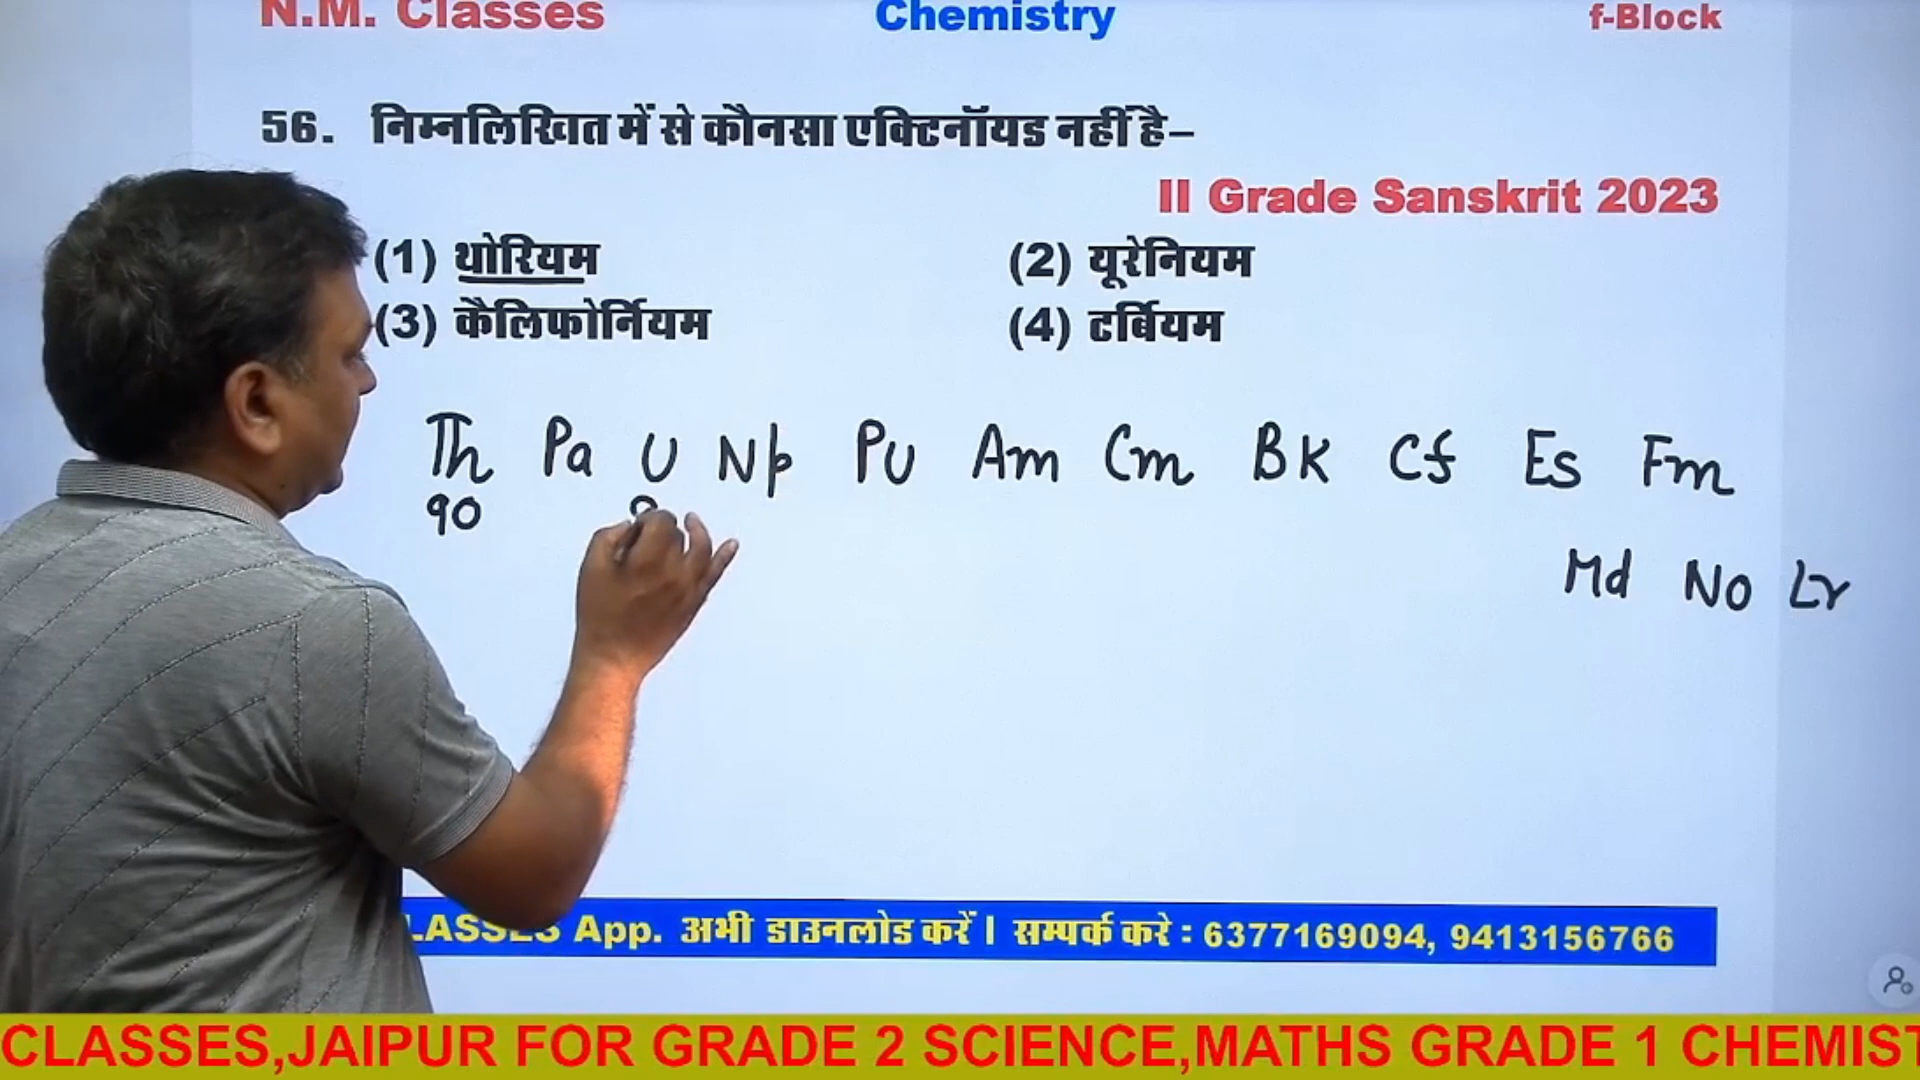 N.M. Classes Chemistry f-Block
56. निम्नलिखित में से कौनसा एक्टिनॉयड नहीं है–
II Grade Sanskrit 2023
(1) थोरियम (2) यूरेनियम
(3) कैलिफोर्नियम (4) टर्बियम
Th Pa U Np Pu Am Cm Bk Cf Es Fm
90
Md No Lr
App. अभी डाउनलोड करें। सम्पर्क करे : 6377169094, 9413156766
CLASSES,JAIPUR FOR GRADE 2 SCIENCE,MATHS GRADE 1